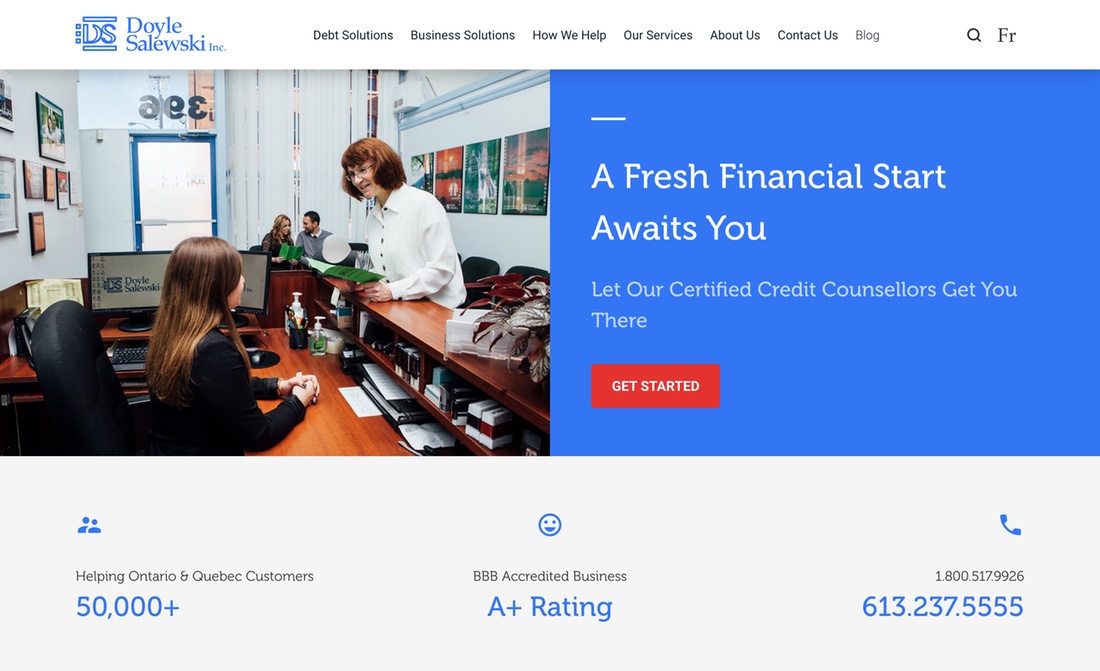 DS Doyle
Salewski Inc.
Debt Solutions
Business Solutions
How We Help
Our Services
About Us
Contact Us
Blog
Fr
396
DS Doyle
Salewski
A Fresh Financial Start
Awaits You
Let Our Certified Credit Counsellors Get You
There
GET STARTED
Helping Ontario & Quebec Customers
50,000+
BBB Accredited Business
A+ Rating
1.800.517.9926
613.237.5555